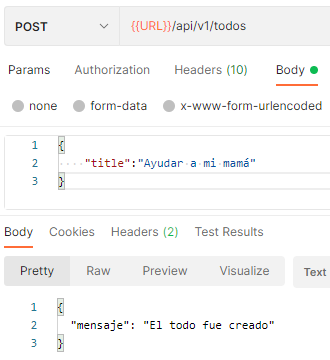 POST {{URL}}/api/v1/todos
Params Authorization Headers (10) Body
none form-data x-www-form-urlencoded
1 {
2 "title":"Ayudar a mi mamá"
3 }
Body Cookies Headers (2) Test Results
Pretty Raw Preview Visualize Text
1 {
2 "mensaje": "El todo fue creado"
3 }